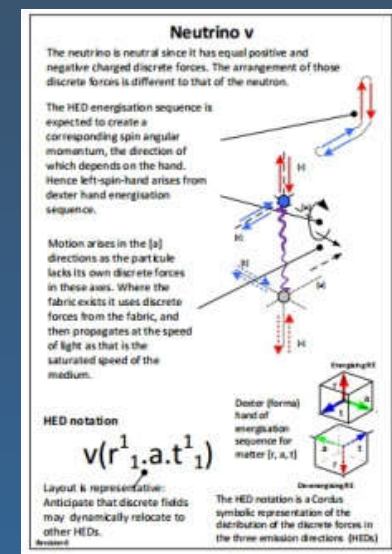 Neutrino v
The neutrino is neutral since it has equal positive and
negative charged discrete forces. The arrangement of those
discrete forces is different to that of the neutron.
The HED energisation sequence is
expected to create a
corresponding spin angular
momentum, the direction of
which depends on the hand.
Hence left-spin-hand arises from
dexter hand energisation
sequence.
Motion arises in the [a]
directions as the particule
lacks its own discrete forces
in these axes. Where the
fabric exists it uses discrete
forces from the fabric, and
then propagates at the speed
of light as that is the
saturated speed of the
medium.
Energising RE
r
a
t
Dexter (forma)
hand of
energisation
sequence for
matter [r, a, t]
a
t
r
De-energising RE
HED notation
v(r¹₁.a.t¹₁)
Layout is representative:
Anticipate that discrete fields
may dynamically relocate to
other HEDs.
The HED notation is a Cordus
symbolic representation of the
distribution of the discrete forces in
the three emission directions (HEDs)